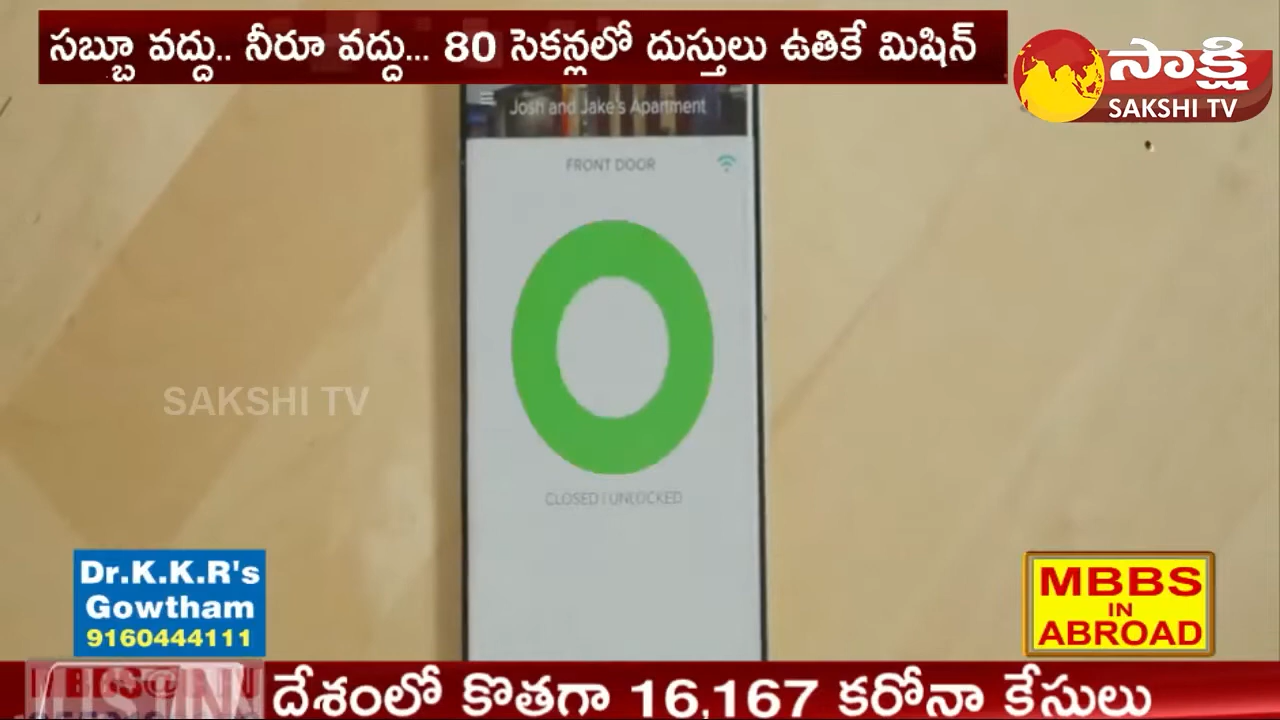 సబ్బూ వద్దు.. నీరూ వద్దు... 80 సెకన్లలో దుస్తులు ఉతికే మిషిన్
సాక్షి
SAKSHI TV
Josh and Jake's Apartment
FRONT DOOR
SAKSHI TV
CLOSED | UNLOCKED
Dr.K.K.R's
Gowtham
9160444111
MBBS
IN
ABROAD
దేశంలో కొత్తగా 16,167 కరోనా కేసులు